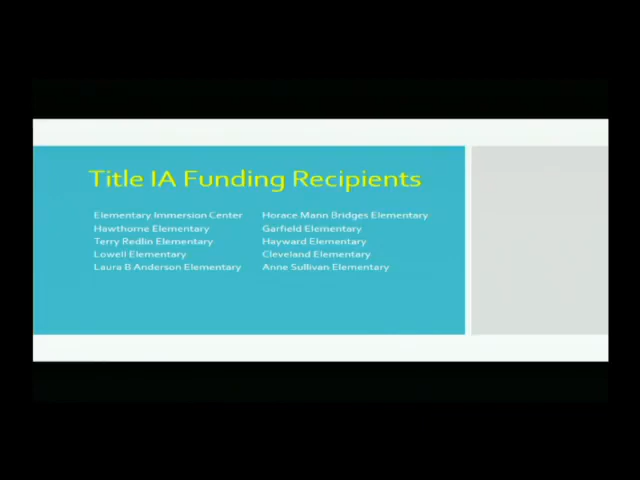 Title IA Funding Recipients
Elementary Immersion Center
Hawthorne Elementary
Terry Redlin Elementary
Lowell Elementary
Laura B Anderson Elementary
Horace Mann Bridges Elementary
Garfield Elementary
Hayward Elementary
Cleveland Elementary
Anne Sullivan Elementary